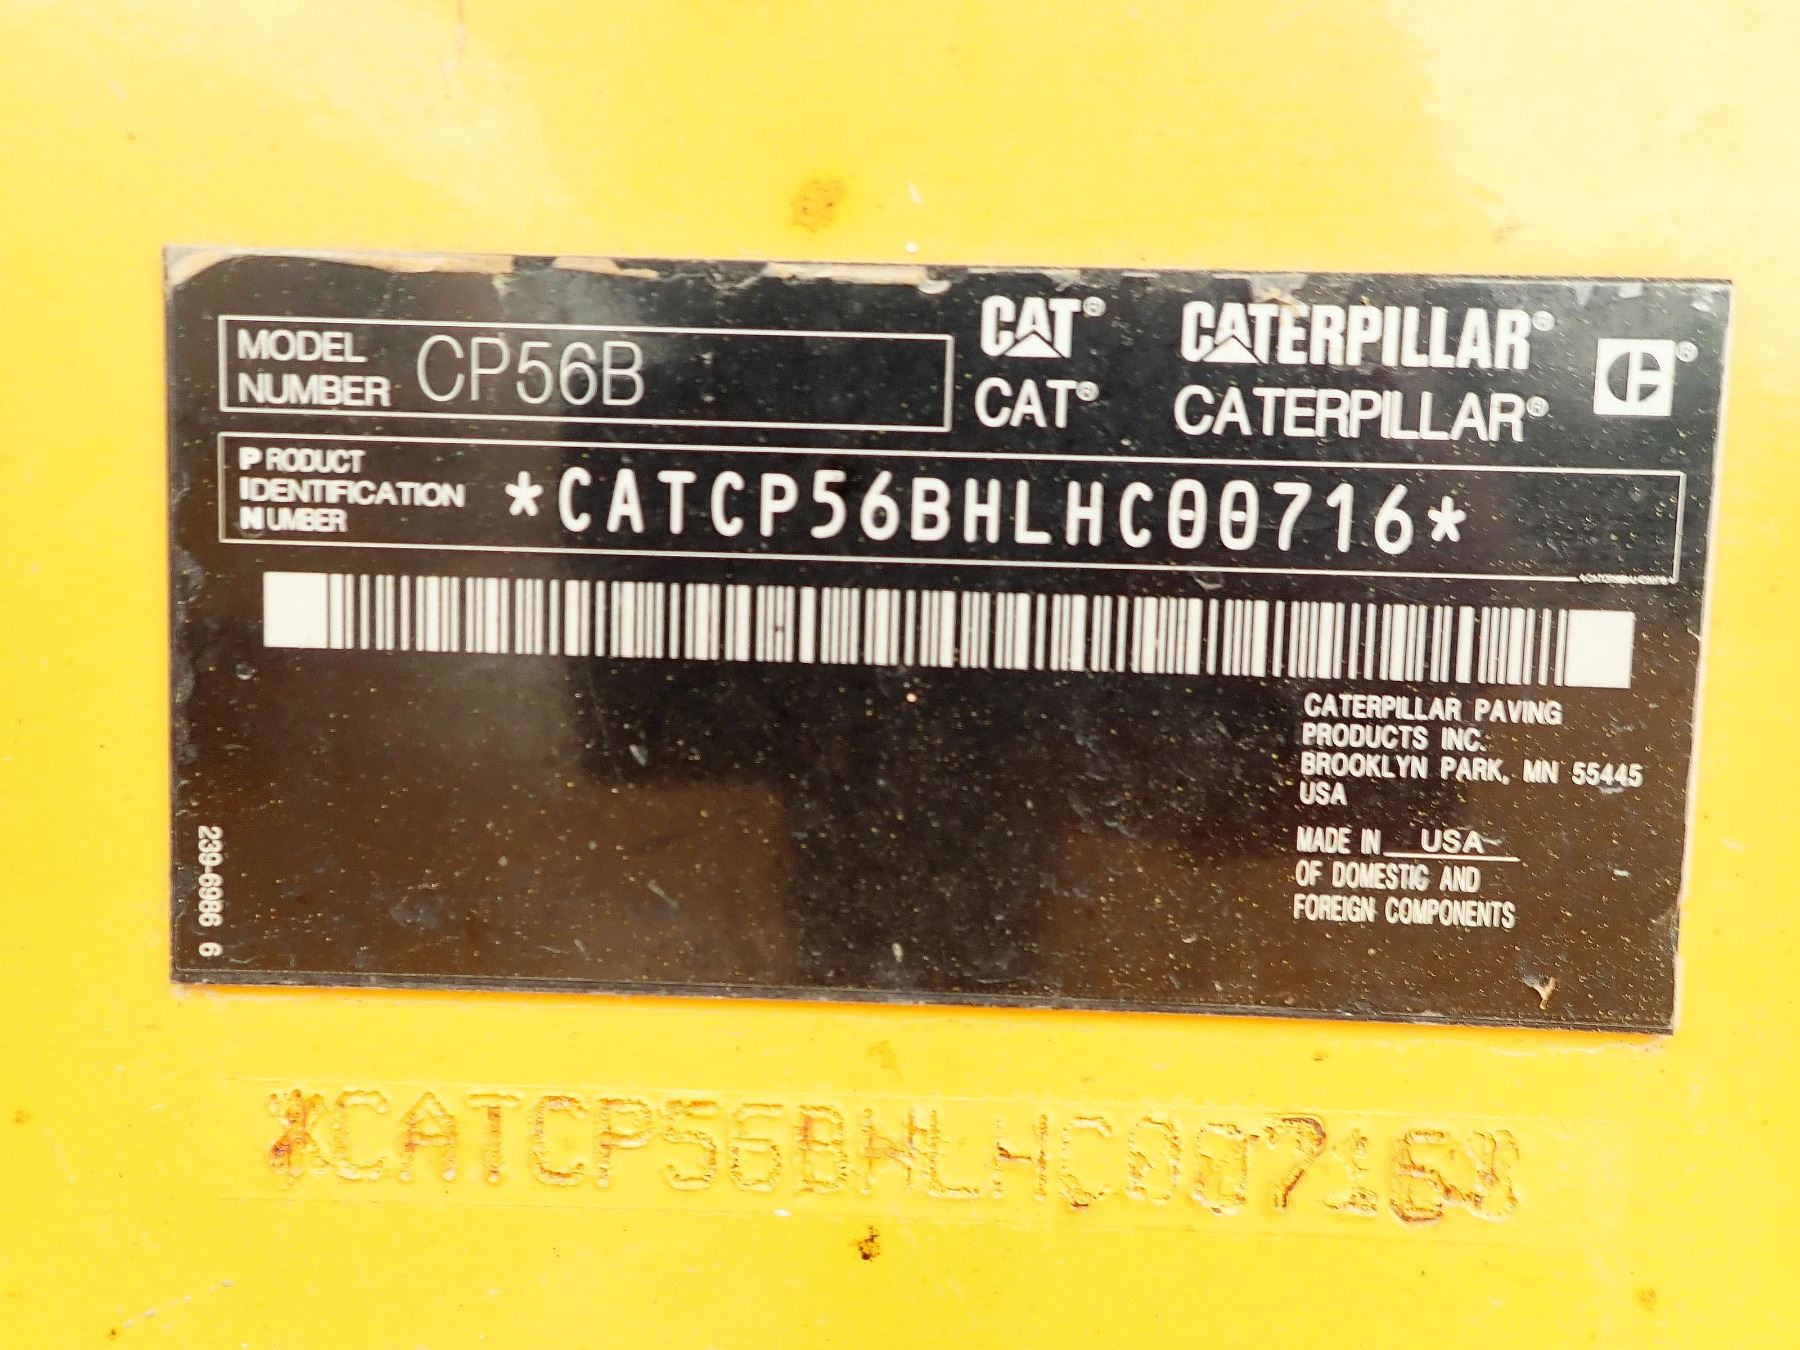 MODEL NUMBER CP56B
CAT® CATERPILLAR®
CAT® CATERPILLAR®
PRODUCT IDENTIFICATION NUMBER *CATCP56BHLHC00716*
CATERPILLAR PAVING
PRODUCTS INC.
BROOKLYN PARK, MN 55445
USA
MADE IN USA
OF DOMESTIC AND
FOREIGN COMPONENTS
239-6986 6
*CATCP56BHLHC00716*